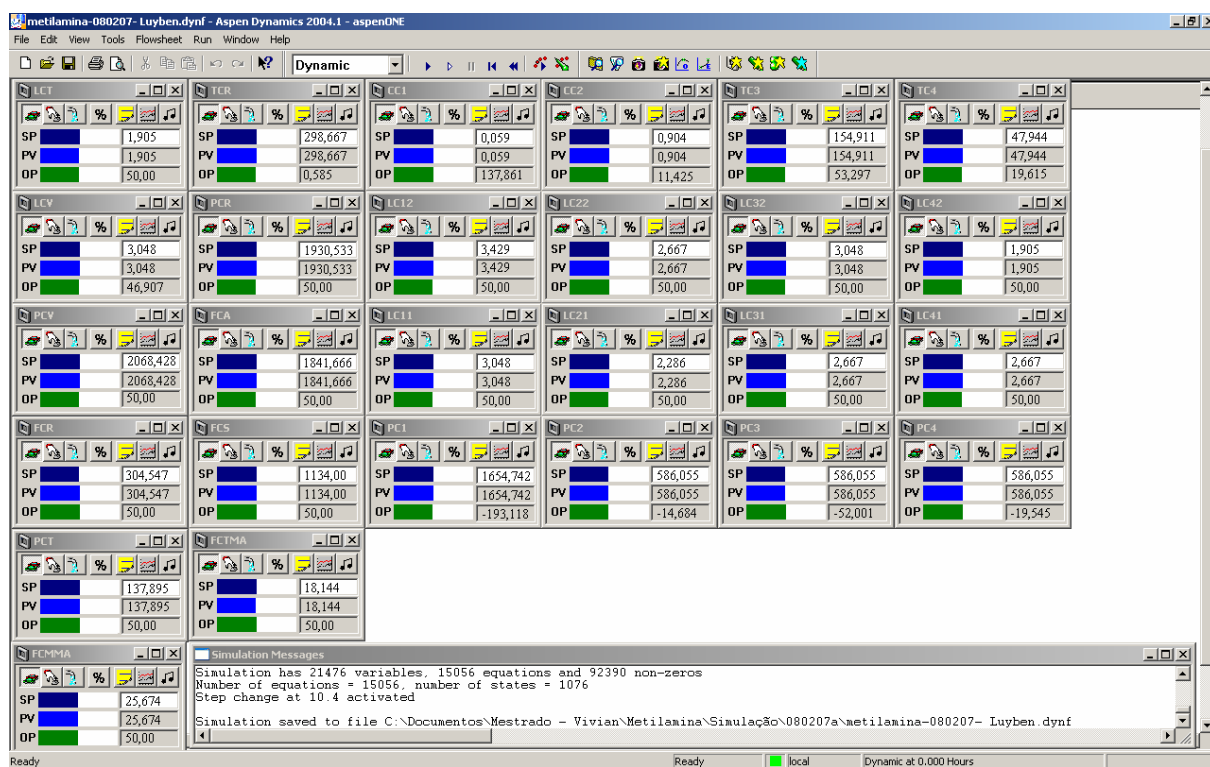 metilamina-080207- Luyben.dynf - Aspen Dynamics 2004.1 - aspenONE
File Edit View Tools Flowsheet Run Window Help
Dynamic
LCT TCR CC1 CC2 TC3 TC4
% % % % % %
SP 1,905 SP 298,667 SP 0,059 SP 0,904 SP 154,911 SP 47,944
PV 1,905 PV 298,667 PV 0,059 PV 0,904 PV 154,911 PV 47,944
OP 50,00 OP 0,585 OP 137,861 OP 11,425 OP 53,297 OP 19,615
LCV PCR LC12 LC22 LC32 LC42
% % % % % %
SP 3,048 SP 1930,533 SP 3,429 SP 2,667 SP 3,048 SP 1,905
PV 3,048 PV 1930,533 PV 3,429 PV 2,667 PV 3,048 PV 1,905
OP 46,907 OP 50,00 OP 50,00 OP 50,00 OP 50,00 OP 50,00
PCV FCA LC11 LC21 LC31 LC41
% % % % % %
SP 2068,428 SP 1841,666 SP 3,048 SP 2,286 SP 2,667 SP 2,667
PV 2068,428 PV 1841,666 PV 3,048 PV 2,286 PV 2,667 PV 2,667
OP 50,00 OP 50,00 OP 50,00 OP 50,00 OP 50,00 OP 50,00
FCR FCS PC1 PC2 PC3 PC4
% % % % % %
SP 304,547 SP 1134,00 SP 1654,742 SP 586,055 SP 586,055 SP 586,055
PV 304,547 PV 1134,00 PV 1654,742 PV 586,055 PV 586,055 PV 586,055
OP 50,00 OP 50,00 OP -193,118 OP -14,684 OP -52,001 OP -19,545
PCT FCTMA
% %
SP 137,895 SP 18,144
PV 137,895 PV 18,144
OP 50,00 OP 50,00
FCMMA
%
SP 25,674
PV 25,674
OP 50,00
Simulation Messages
Simulation has 21476 variables, 15056 equations and 92390 non-zeros
Number of equations = 15056, number of states = 1076
Step change at 10.4 activated
Simulation saved to file C:\Documentos\Mestrado - Vivian\Metilamina\Simulação\080207a\metilamina-080207- Luyben.dynf
Ready Ready local Dynamic at 0.000 Hours